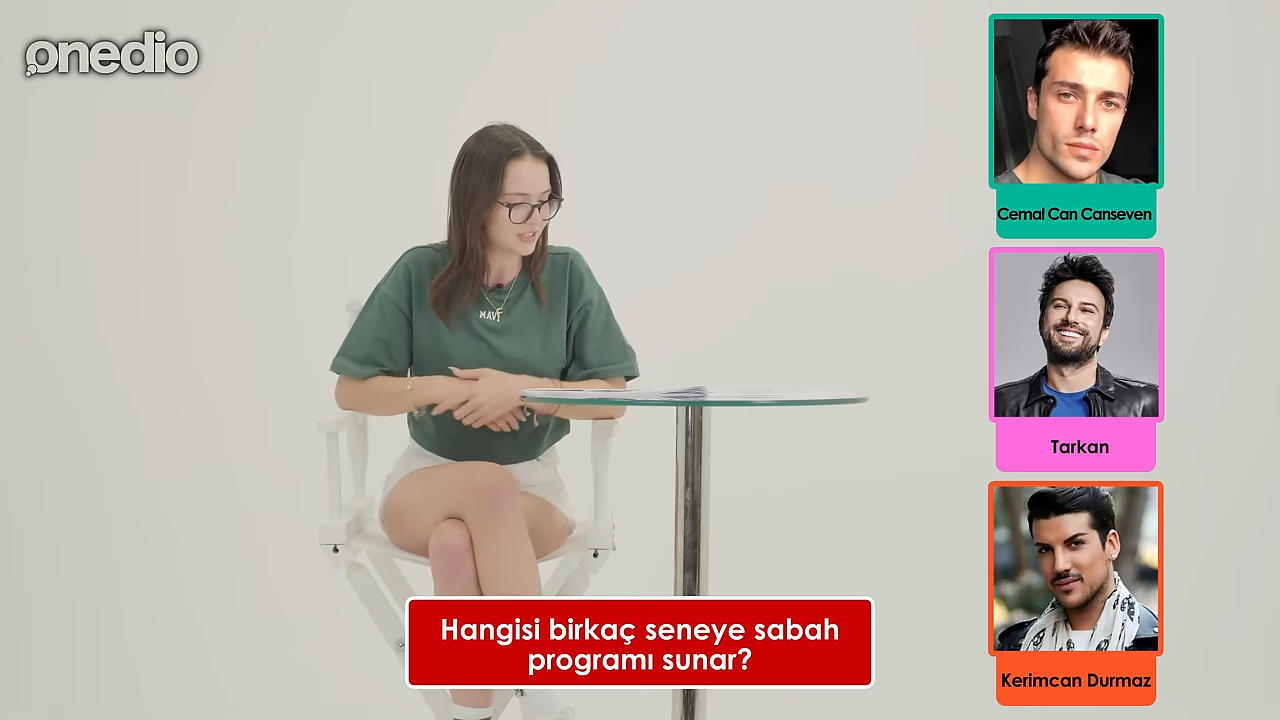 onedio
MAVİ
Cemal Can Canseven
Tarkan
Kerimcan Durmaz
Hangisi birkaç seneye sabah
programı sunar?